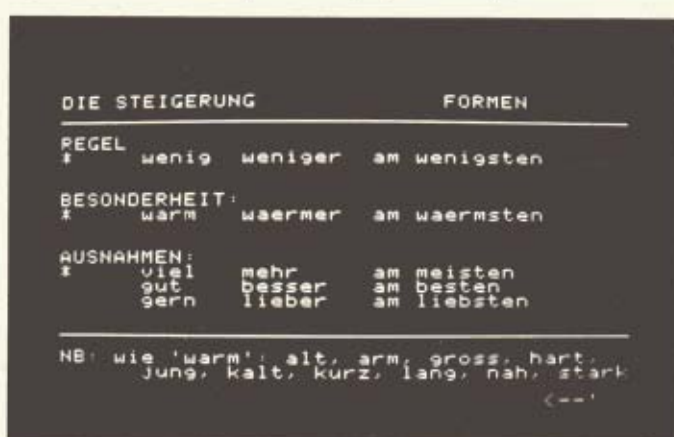 DIE STEIGERUNG FORMEN
REGEL
* wenig weniger am wenigsten
BESONDERHEIT:
* warm waermer am waermsten
AUSNAHMEN:
* viel mehr am meisten
gut besser am besten
gern lieber am liebsten
NB: wie 'warm': alt, arm, gross, hart,
jung, kalt, kurz, lang, nah, stark
<--'